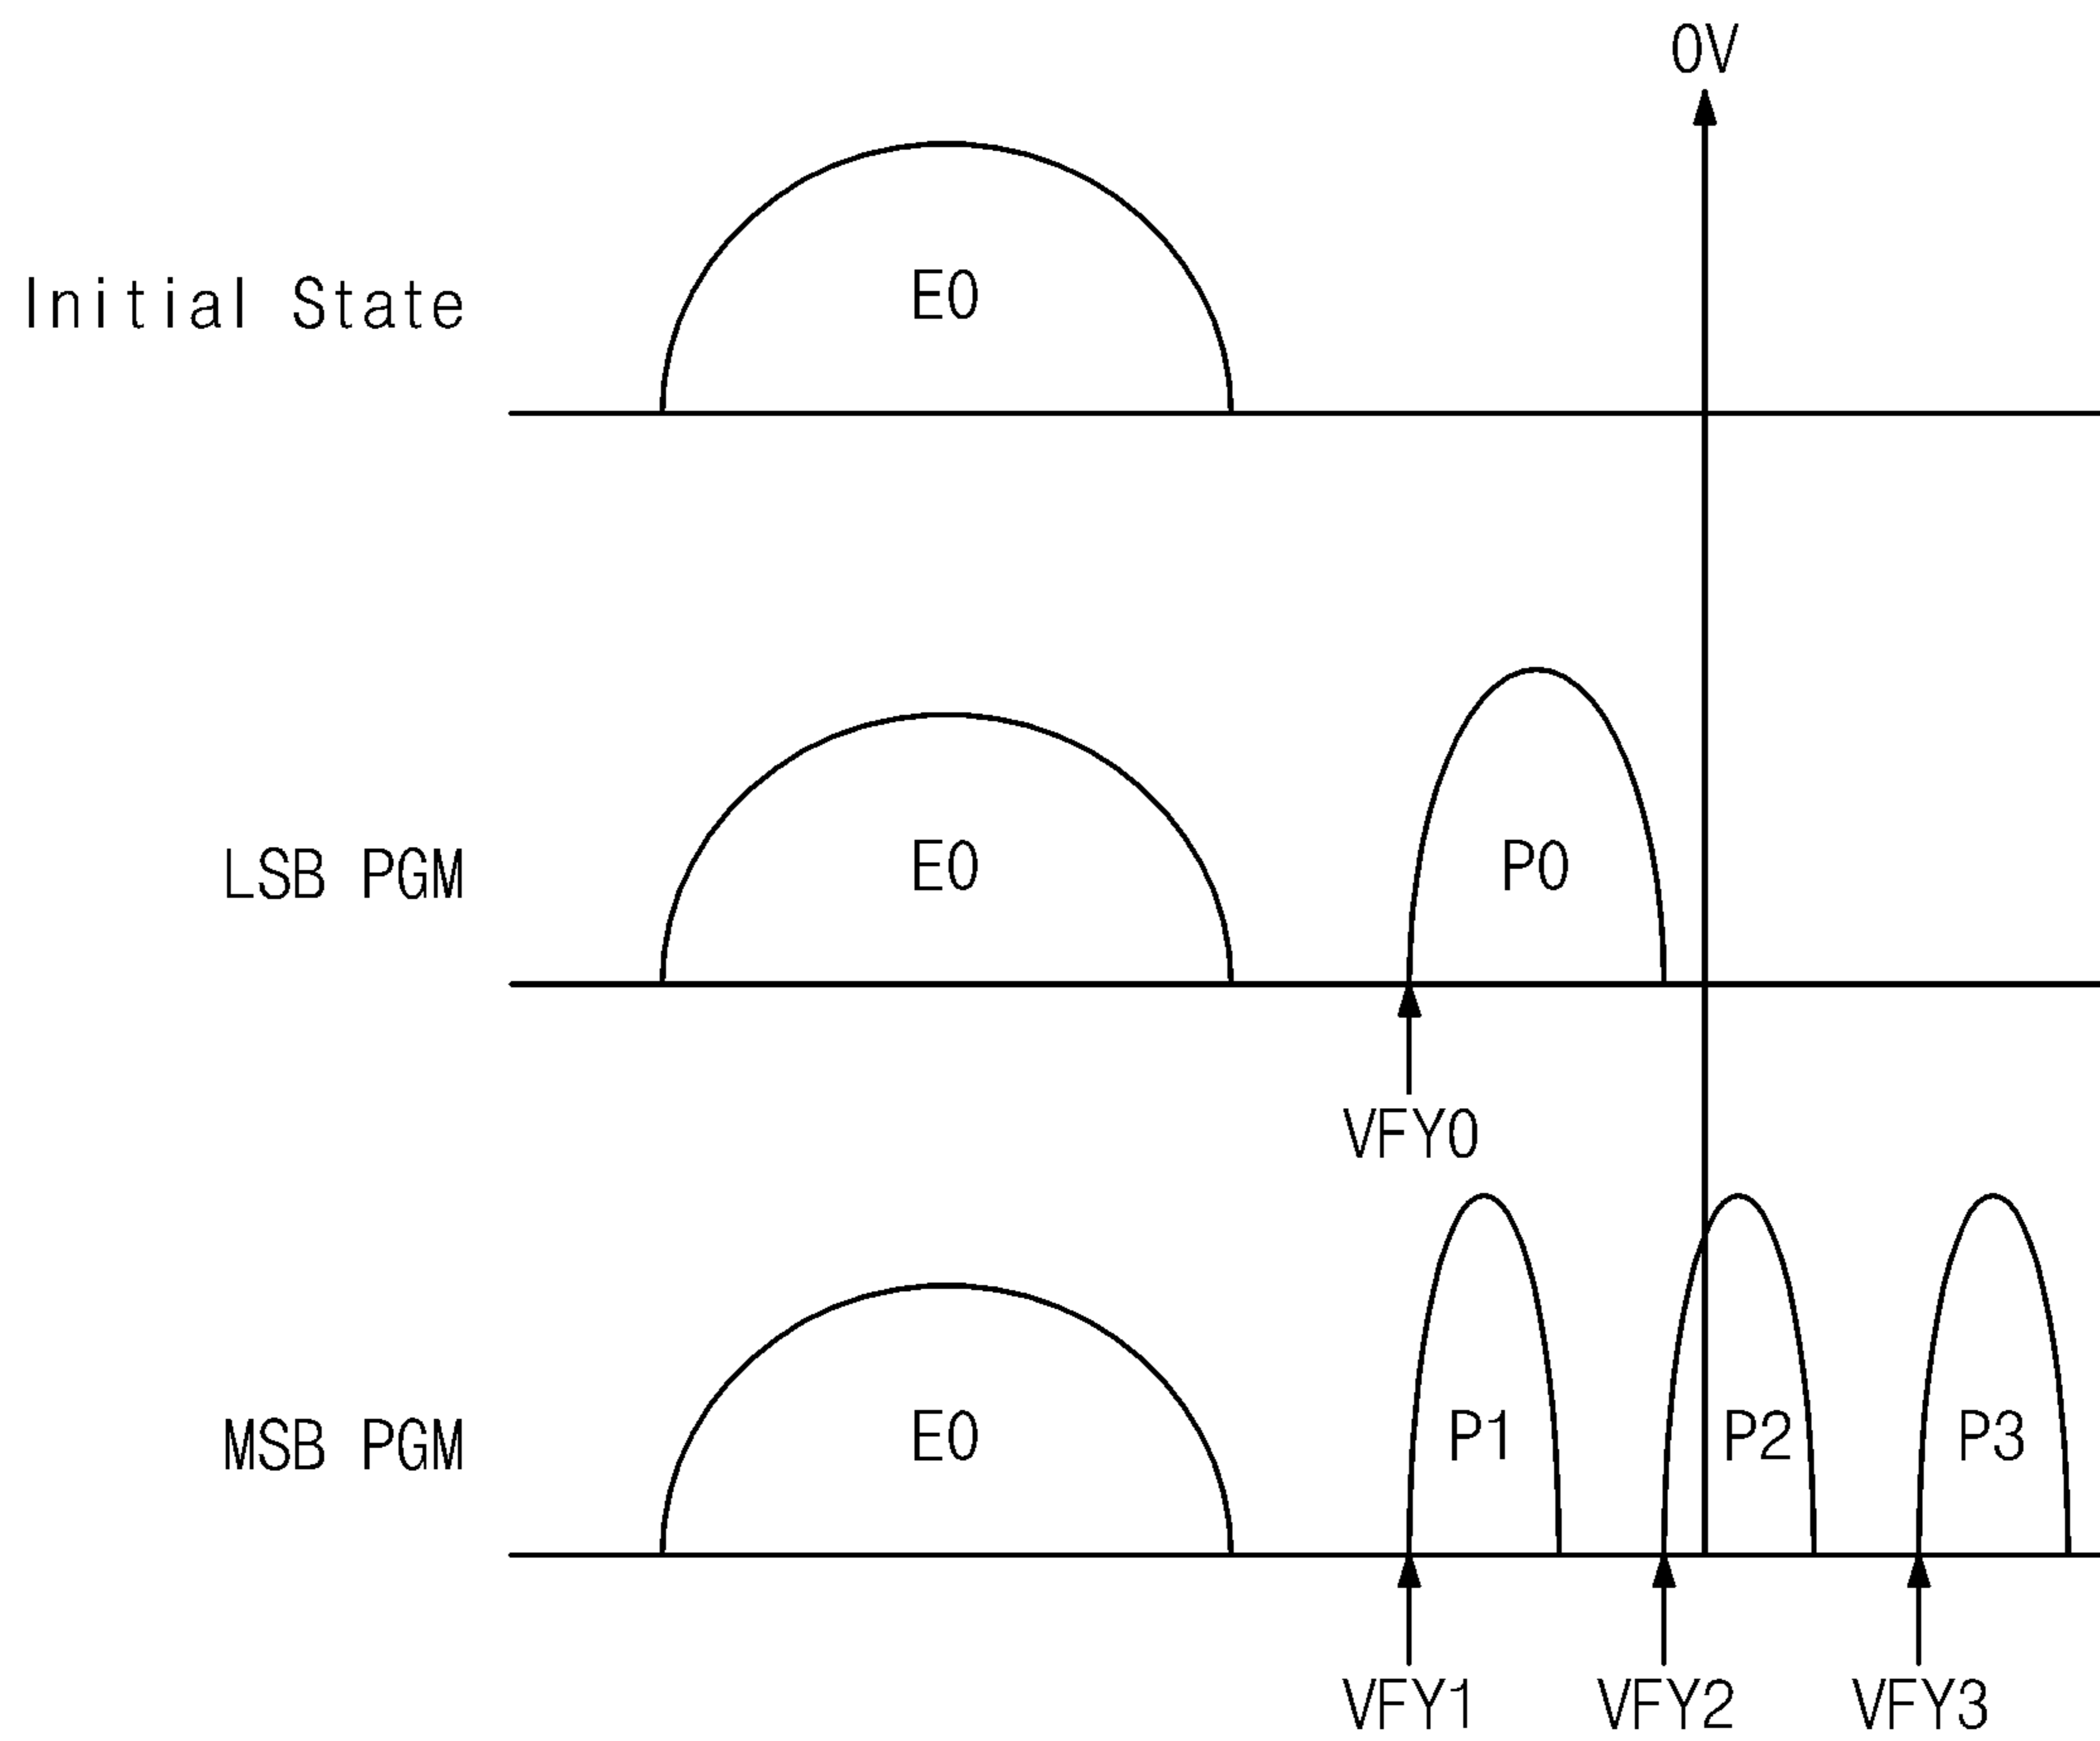 0V
Initial State
E0
LSB PGM
E0
P0
VFY0
MSB PGM
E0
P1
P2
P3
VFY1
VFY2
VFY3